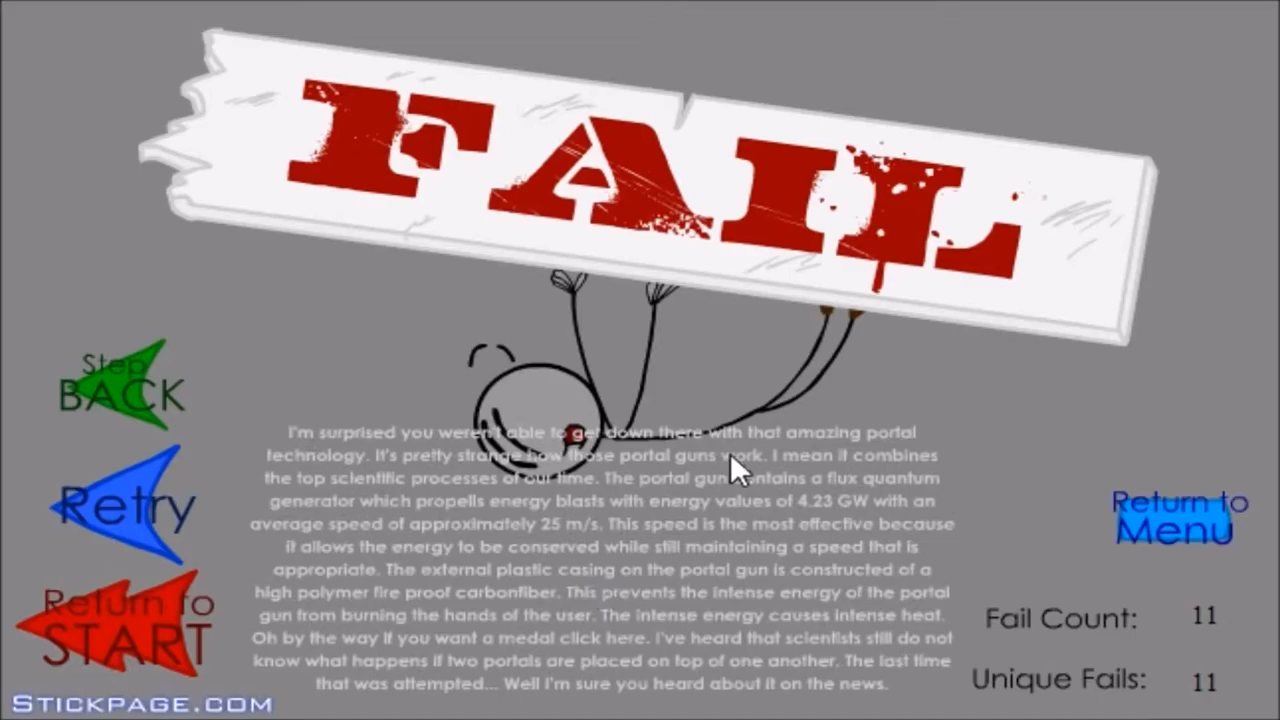 FAIL
Step
BACK
Retry
Return to
START
I'm surprised you weren't able to get down there with that amazing portal
technology. It's pretty strange how those portal guns work. I mean it combines
the top scientific processes of our time. The portal gun contains a flux quantum
generator which propells energy blasts with energy values of 4.23 GW with an
average speed of approximately 25 m/s. This speed is the most effective because
it allows the energy to be conserved while still maintaining a speed that is
appropriate. The external plastic casing on the portal gun is constructed of a
high polymer fire proof carbonfiber. This prevents the intense energy of the portal
gun from burning the hands of the user. The intense energy causes intense heat.
Oh by the way if you want a medal click here. I've heard that scientists still do not
know what happens if two portals are placed on top of one another. The last time
that was attempted... Well I'm sure you heard about it on the news.
Return to
Menu
Fail Count: 11
Unique Fails: 11
STICKPAGE.COM